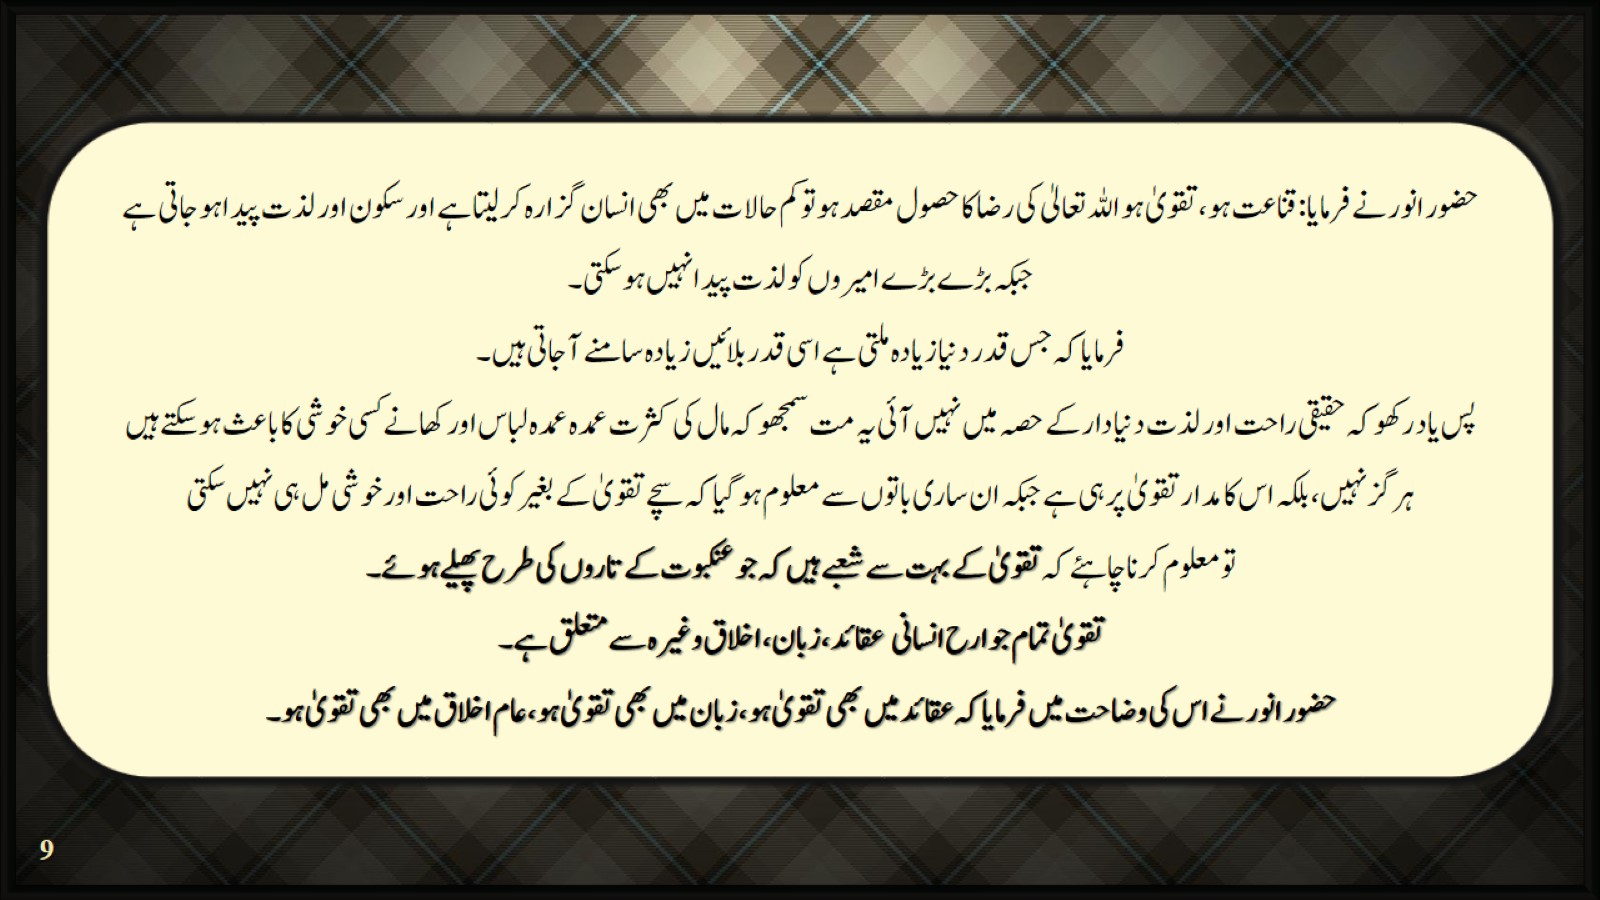 حضور انور نے فرمایا: قناعت ہو، تقویٰ ہو اللہ تعالیٰ کی رضا کا حصول مقصد ہو تو کم حالات میں بھی انسان گزارہ کر لیتا ہے اور سکون اور لذت پیدا ہو جاتی ہے
جبکہ بڑے بڑے امیروں کو لذت پیدا نہیں ہو سکتی۔
فرمایا کہ جس قدر دنیا زیادہ ملتی ہے اسی قدر بلائیں زیادہ سامنے آ جاتی ہیں۔
پس یاد رکھو کہ حقیقی راحت اور لذت دنیادار کے حصہ میں نہیں آئی یہ مت سمجھو کہ مال کی کثرت عمدہ عمدہ لباس اور کھانے کسی خوشی کا باعث ہو سکتے ہیں
ہر گز نہیں، بلکہ اس کا مدار تقویٰ پر ہی ہے جبکہ ان ساری باتوں سے معلوم ہو گیا کہ سچے تقویٰ کے بغیر کوئی راحت اور خوشی مل ہی نہیں سکتی
تو معلوم کرنا چاہئے کہ تقویٰ کے بہت سے شعبے ہیں کہ جو عنکبوت کے تاروں کی طرح پھیلے ہوئے۔
تقویٰ تمام جوارح انسانی عقائد، زبان، اخلاق وغیرہ سے متعلق ہے۔
حضور انور نے اس کی وضاحت میں فرمایا کہ عقائد میں بھی تقویٰ ہو، زبان میں بھی تقویٰ ہو، عام اخلاق میں بھی تقویٰ ہو۔
9